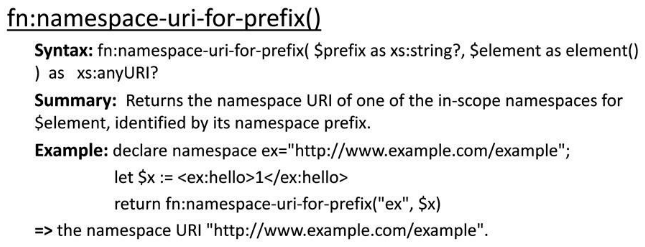 fn:namespace-uri-for-prefix()
Syntax: fn:namespace-uri-for-prefix( $prefix as xs:string?, $element as element()
) as xs:anyURI?
Summary: Returns the namespace URI of one of the in-scope namespaces for
$element, identified by its namespace prefix.
Example: declare namespace ex="http://www.example.com/example";
let $x := <ex:hello>1</ex:hello>
return fn:namespace-uri-for-prefix("ex", $x)
=> the namespace URI "http://www.example.com/example".